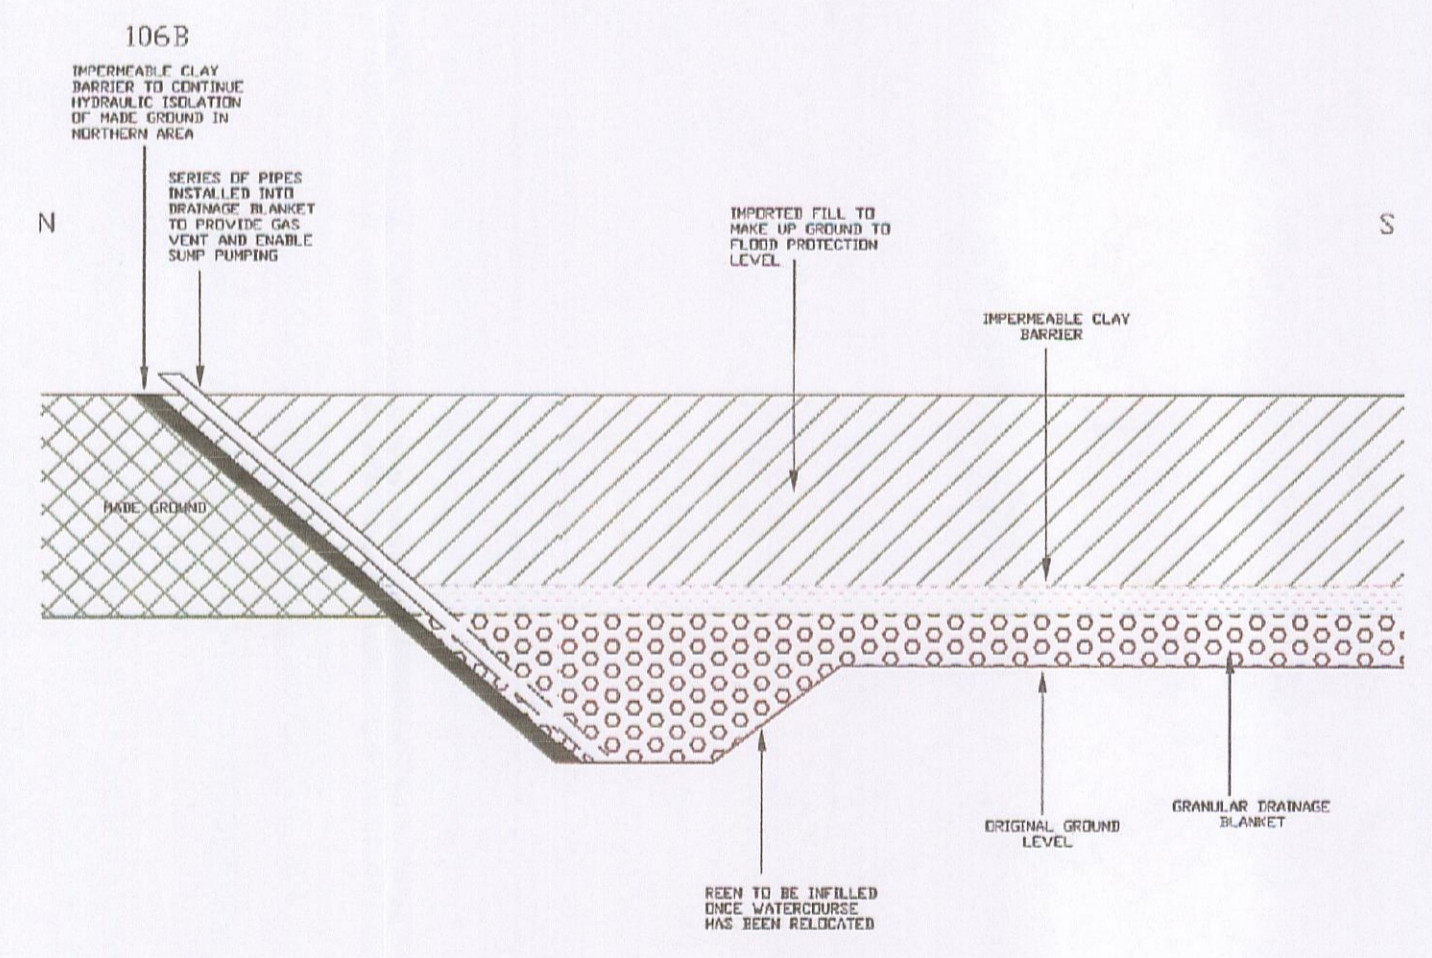 106B
IMPERMEABLE CLAY
BARRIER TO CONTINUE
HYDRAULIC ISOLATION
OF MADE GROUND IN
NORTHERN AREA
SERIES OF PIPES
INSTALLED INTO
DRAINAGE BLANKET
TO PROVIDE GAS
VENT AND ENABLE
SUMP PUMPING
N
IMPORTED FILL TO
MAKE UP GROUND TO
FLOOD PROTECTION
LEVEL
S
IMPERMEABLE CLAY
BARRIER
MADE GROUND
GRANULAR DRAINAGE
BLANKET
ORIGINAL GROUND
LEVEL
REEN TO BE INFILLED
ONCE WATERCOURSE
HAS BEEN RELOCATED